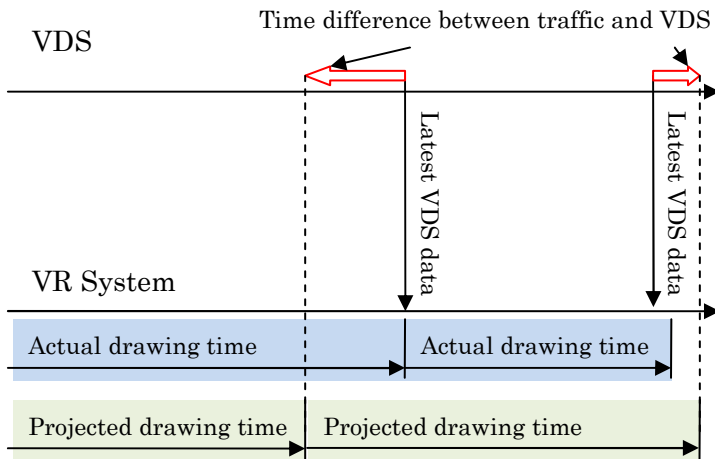 Time difference between traffic and VDS
VDS
Latest VDS data
Latest VDS data
VR System
Actual drawing time
Actual drawing time
Projected drawing time
Projected drawing time